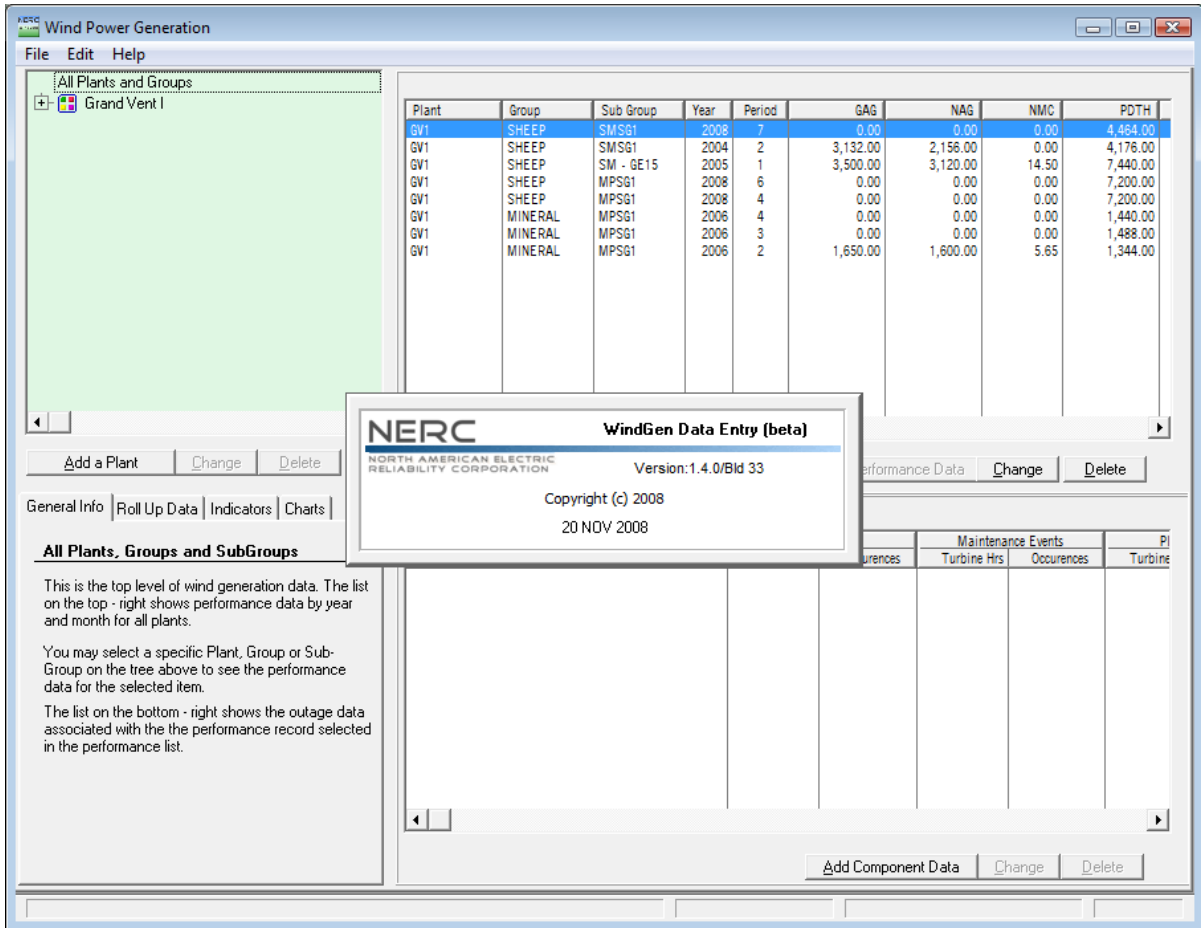 NERC
Wind Power Generation
File Edit Help
All Plants and Groups
Grand Vent I
Plant Group Sub Group Year Period GAG NAG NMC PDTH
GV1 SHEEP SMSG1 2008 7 0.00 0.00 0.00 4,464.00
GV1 SHEEP SMSG1 2004 2 3,132.00 2,156.00 0.00 4,176.00
GV1 SHEEP SM - GE15 2005 1 3,500.00 3,120.00 14.50 7,440.00
GV1 SHEEP MPSG1 2008 6 0.00 0.00 0.00 7,200.00
GV1 SHEEP MPSG1 2008 4 0.00 0.00 0.00 7,200.00
GV1 MINERAL MPSG1 2006 4 0.00 0.00 0.00 1,440.00
GV1 MINERAL MPSG1 2006 3 0.00 0.00 0.00 1,488.00
GV1 MINERAL MPSG1 2006 2 1,650.00 1,600.00 5.65 1,344.00
Add a Plant Change Delete
erformance Data Change Delete
NERC
NORTH AMERICAN ELECTRIC
RELIABILITY CORPORATION
WindGen Data Entry (beta)
Version:1.4.0/Bld 33
Copyright (c) 2008
20 NOV 2008
General Info Roll Up Data Indicators Charts
All Plants, Groups and SubGroups
This is the top level of wind generation data. The list
on the top - right shows performance data by year
and month for all plants.
You may select a specific Plant, Group or Sub-
Group on the tree above to see the performance
data for the selected item.
The list on the bottom - right shows the outage data
associated with the the performance record selected
in the performance list.
Maintenance Events Pl
urences Turbine Hrs Occurences Turbine
Add Component Data Change Delete